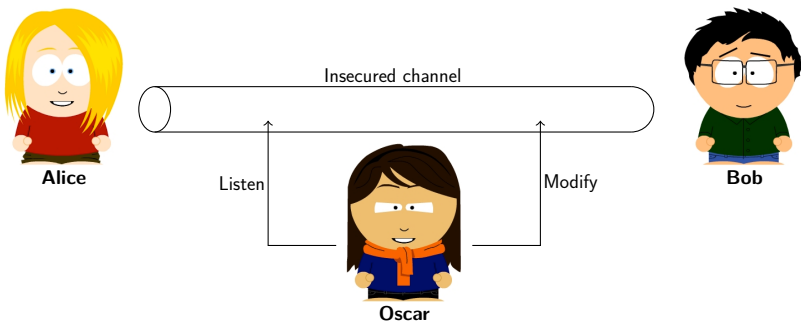 Insecured channel
Alice
Listen
Modify
Bob
Oscar